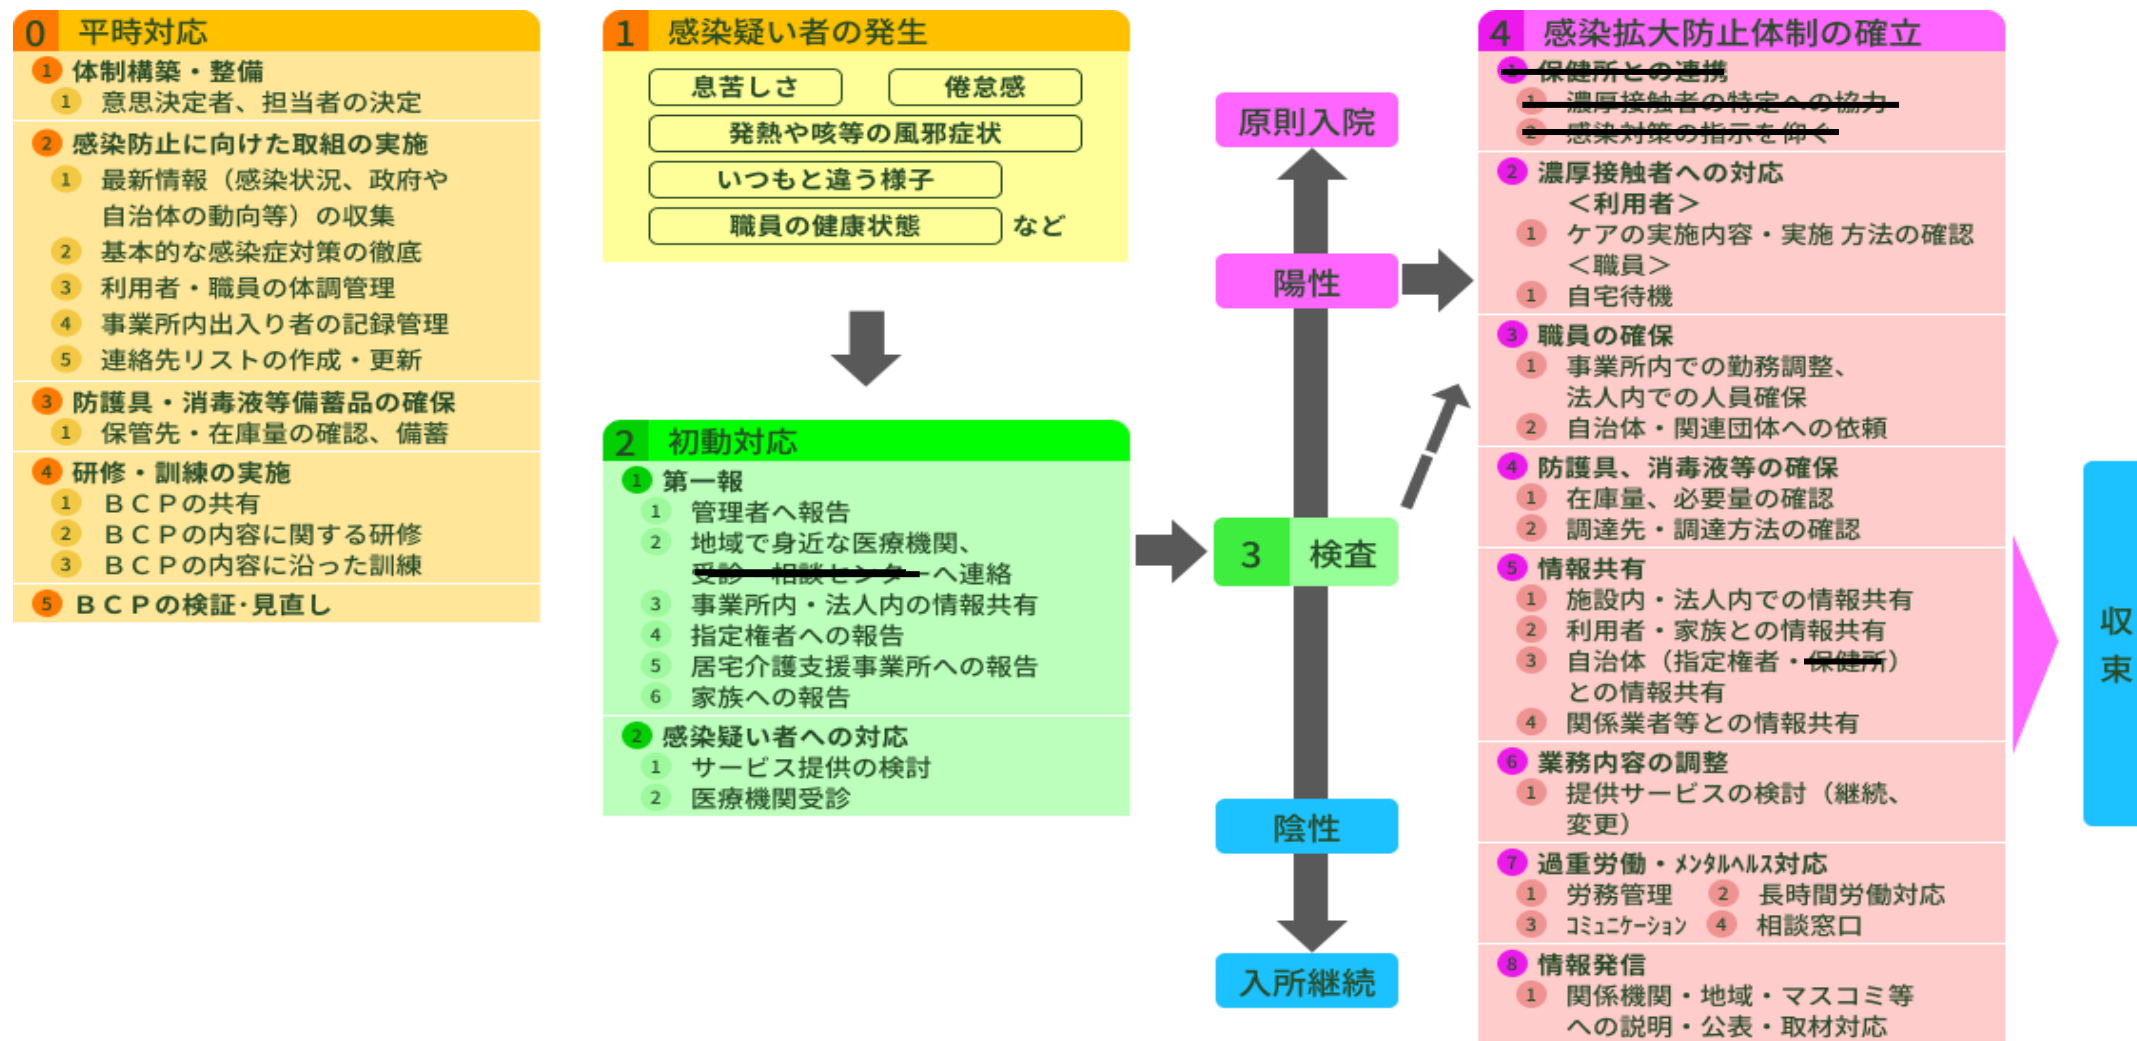 0 平時対応
1 体制構築・整備
1 意思決定者、担当者の決定
2 感染防止に向けた取組の実施
1 最新情報（感染状況、政府や
自治体の動向等）の収集
2 基本的な感染症対策の徹底
3 利用者・職員の体調管理
4 事業所内出入り者の記録管理
5 連絡先リストの作成・更新
3 防護具・消毒液等備蓄品の確保
1 保管先・在庫量の確認、備蓄
4 研修・訓練の実施
1 ＢＣＰの共有
2 ＢＣＰの内容に関する研修
3 ＢＣＰの内容に沿った訓練
5 ＢＣＰの検証･見直し
1 感染疑い者の発生
息苦しさ 倦怠感
発熱や咳等の風邪症状
いつもと違う様子
職員の健康状態 など
2 初動対応
1 第一報
1 管理者へ報告
2 地域で身近な医療機関、
受診・相談センターへ連絡
3 事業所内・法人内の情報共有
4 指定権者への報告
5 居宅介護支援事業所への報告
6 家族への報告
2 感染疑い者への対応
1 サービス提供の検討
2 医療機関受診
原則入院
陽性
3 検査
陰性
入所継続
4 感染拡大防止体制の確立
1 保健所との連携
1 濃厚接触者の特定への協力
2 感染対策の指示を仰ぐ
2 濃厚接触者への対応
＜利用者＞
1 ケアの実施内容・実施 方法の確認
＜職員＞
1 自宅待機
3 職員の確保
1 事業所内での勤務調整、
法人内での人員確保
2 自治体・関連団体への依頼
4 防護具、消毒液等の確保
1 在庫量、必要量の確認
2 調達先・調達方法の確認
5 情報共有
1 施設内・法人内での情報共有
2 利用者・家族との情報共有
3 自治体（指定権者・保健所）
との情報共有
4 関係業者等との情報共有
6 業務内容の調整
1 提供サービスの検討（継続、
変更）
7 過重労働・ﾒﾝﾀﾙﾍﾙｽ対応
1 労務管理 2 長時間労働対応
3 ｺﾐｭﾆｹｰｼｮﾝ 4 相談窓口
8 情報発信
1 関係機関・地域・マスコミ等
への説明・公表・取材対応
収
束